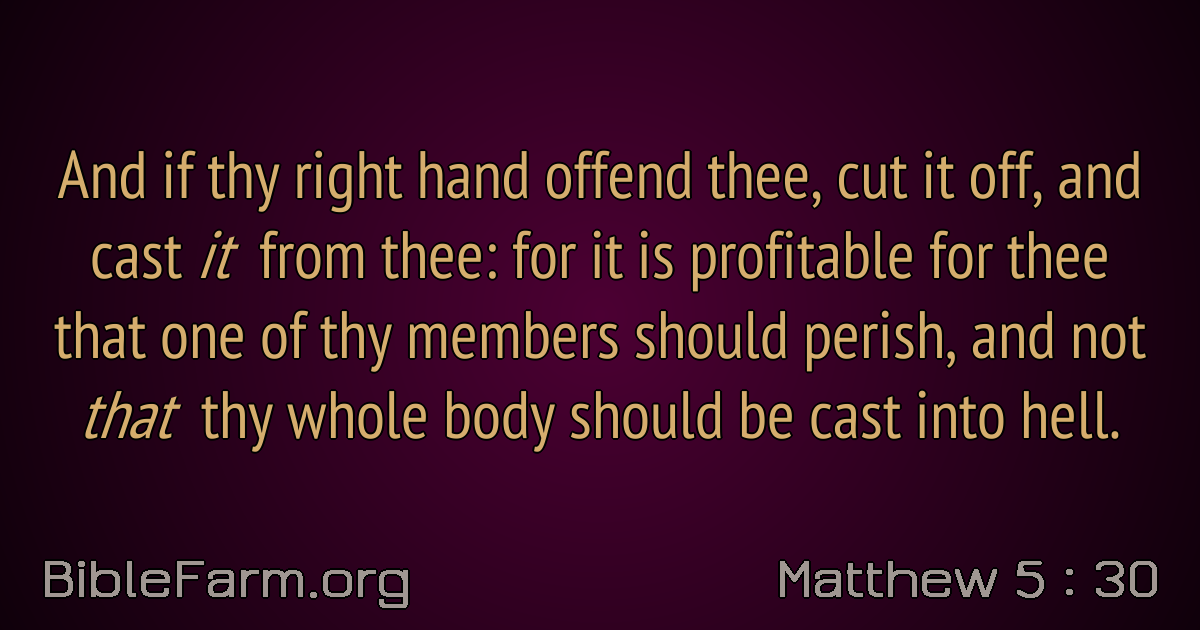 And if thy right hand offend thee, cut it off, and
cast it from thee: for it is profitable for thee
that one of thy members should perish, and not
that thy whole body should be cast into hell.
BibleFarm.org
Matthew 5 : 30